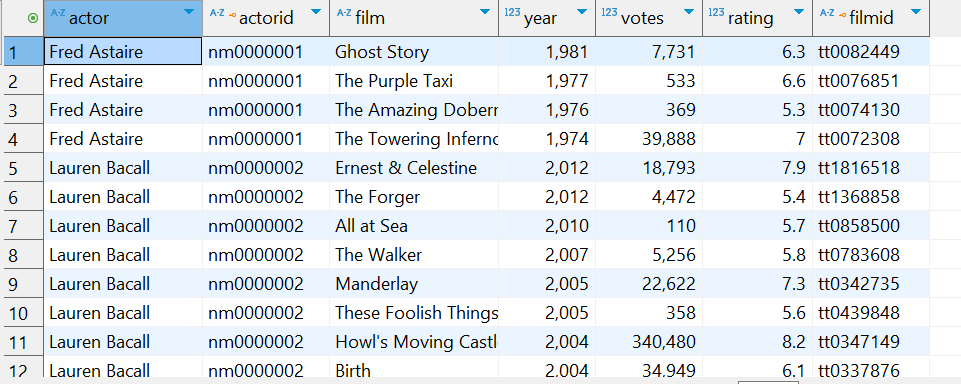 A-Z actor A-Z actorid A-Z film 123 year 123 votes 123 rating A-Z filmid
1 Fred Astaire nm0000001 Ghost Story 1,981 7,731 6.3 tt0082449
2 Fred Astaire nm0000001 The Purple Taxi 1,977 533 6.6 tt0076851
3 Fred Astaire nm0000001 The Amazing Doberm 1,976 369 5.3 tt0074130
4 Fred Astaire nm0000001 The Towering Inferno 1,974 39,888 7 tt0072308
5 Lauren Bacall nm0000002 Ernest & Celestine 2,012 18,793 7.9 tt1816518
6 Lauren Bacall nm0000002 The Forger 2,012 4,472 5.4 tt1368858
7 Lauren Bacall nm0000002 All at Sea 2,010 110 5.7 tt0858500
8 Lauren Bacall nm0000002 The Walker 2,007 5,256 5.8 tt0783608
9 Lauren Bacall nm0000002 Manderlay 2,005 22,622 7.3 tt0342735
10 Lauren Bacall nm0000002 These Foolish Things 2,005 358 5.6 tt0439848
11 Lauren Bacall nm0000002 Howl's Moving Castl 2,004 340,480 8.2 tt0347149
12 Lauren Bacall nm0000002 Birth 2,004 34,949 6.1 tt0337876